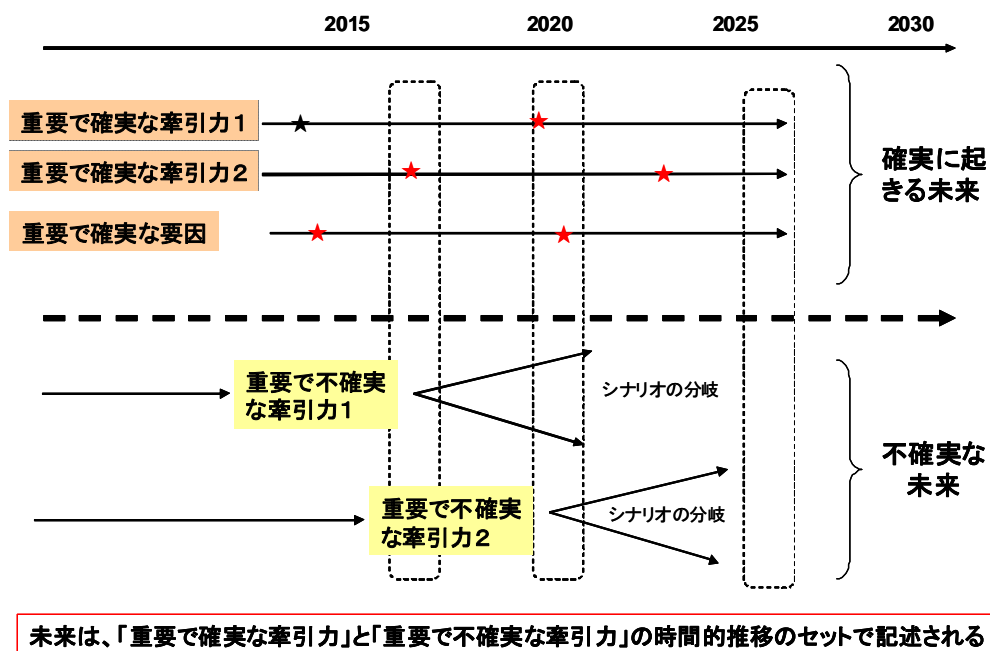 2015 2020 2025 2030
重要で確実な牽引力1
重要で確実な牽引力2
重要で確実な要因
確実に起
きる未来
重要で不確実
な牽引力1
シナリオの分岐
重要で不確実
な牽引力2
シナリオの分岐
不確実な
未来
未来は、「重要で確実な牽引力」と「重要で不確実な牽引力」の時間的推移のセットで記述される